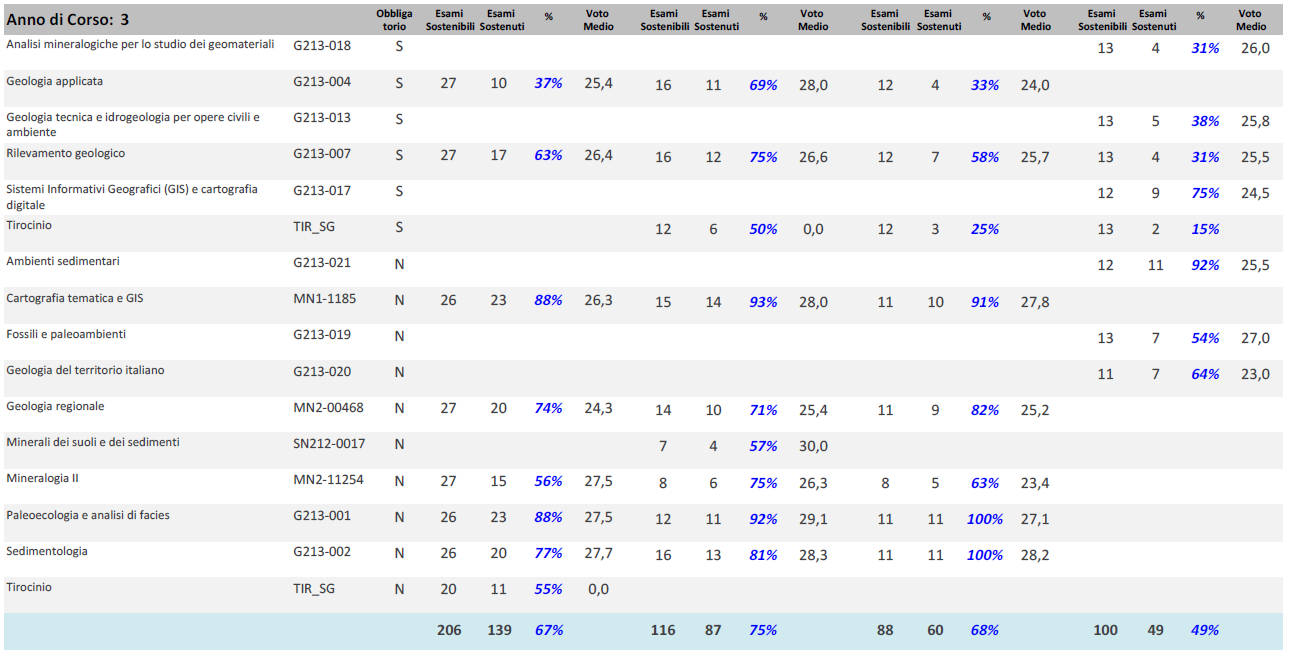 Anno di Corso: 3 Obbliga torio Esami Sostenibili Esami Sostenuti % Voto Medio Esami Sostenibili Esami Sostenuti % Voto Medio Esami Sostenibili Esami Sostenuti % Voto Medio Esami Sostenibili Esami Sostenuti % Voto Medio
Analisi mineralogiche per lo studio dei geomateriali G213-018 S 13 4 31% 26,0
Geologia applicata G213-004 S 27 10 37% 25,4 16 11 69% 28,0 12 4 33% 24,0
Geologia tecnica e idrogeologia per opere civili e
ambiente G213-013 S 13 5 38% 25,8
Rilevamento geologico G213-007 S 27 17 63% 26,4 16 12 75% 26,6 12 7 58% 25,7 13 4 31% 25,5
Sistemi Informativi Geografici (GIS) e cartografia
digitale G213-017 S 12 9 75% 24,5
Tirocinio TIR_SG S 12 6 50% 0,0 12 3 25% 13 2 15%
Ambienti sedimentari G213-021 N 12 11 92% 25,5
Cartografia tematica e GIS MN1-1185 N 26 23 88% 26,3 15 14 93% 28,0 11 10 91% 27,8
Fossili e paleoambienti G213-019 N 13 7 54% 27,0
Geologia del territorio italiano G213-020 N 11 7 64% 23,0
Geologia regionale MN2-00468 N 27 20 74% 24,3 14 10 71% 25,4 11 9 82% 25,2
Minerali dei suoli e dei sedimenti SN212-0017 N 7 4 57% 30,0
Mineralogia II MN2-11254 N 27 15 56% 27,5 8 6 75% 26,3 8 5 63% 23,4
Paleoecologia e analisi di facies G213-001 N 26 23 88% 27,5 12 11 92% 29,1 11 11 100% 27,1
Sedimentologia G213-002 N 26 20 77% 27,7 16 13 81% 28,3 11 11 100% 28,2
Tirocinio TIR_SG N 20 11 55% 0,0
206 139 67% 116 87 75% 88 60 68% 100 49 49%